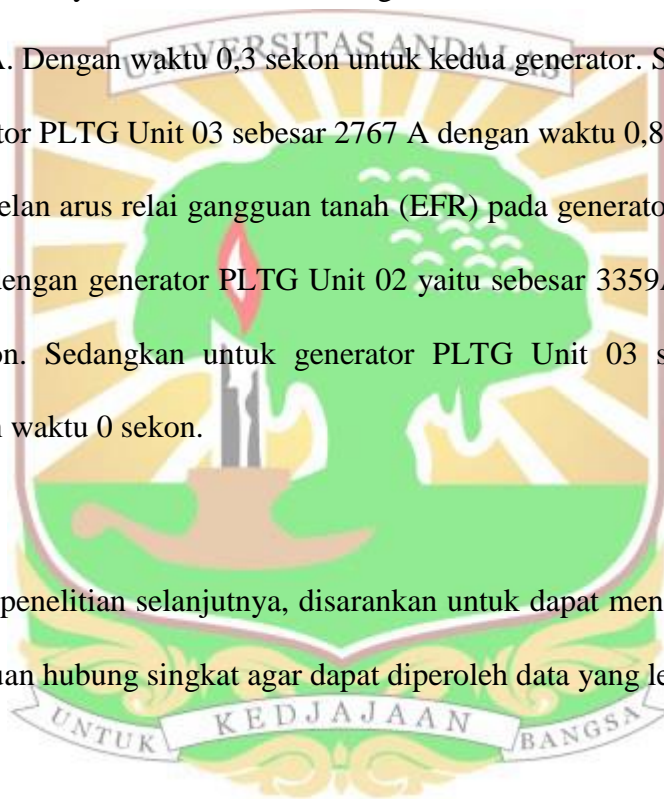 UNIVERSITAS ANDALAS
A. Dengan waktu 0,3 sekon untuk kedua generator. S
tor PLTG Unit 03 sebesar 2767 A dengan waktu 0,8
elan arus relai gangguan tanah (EFR) pada generato
dengan generator PLTG Unit 02 yaitu sebesar 3359
on. Sedangkan untuk generator PLTG Unit 03 s
n waktu 0 sekon.
penelitian selanjutnya, disarankan untuk dapat men
uan hubung singkat agar dapat diperoleh data yang le
UNTUK KEDJAJAAN BANGSA